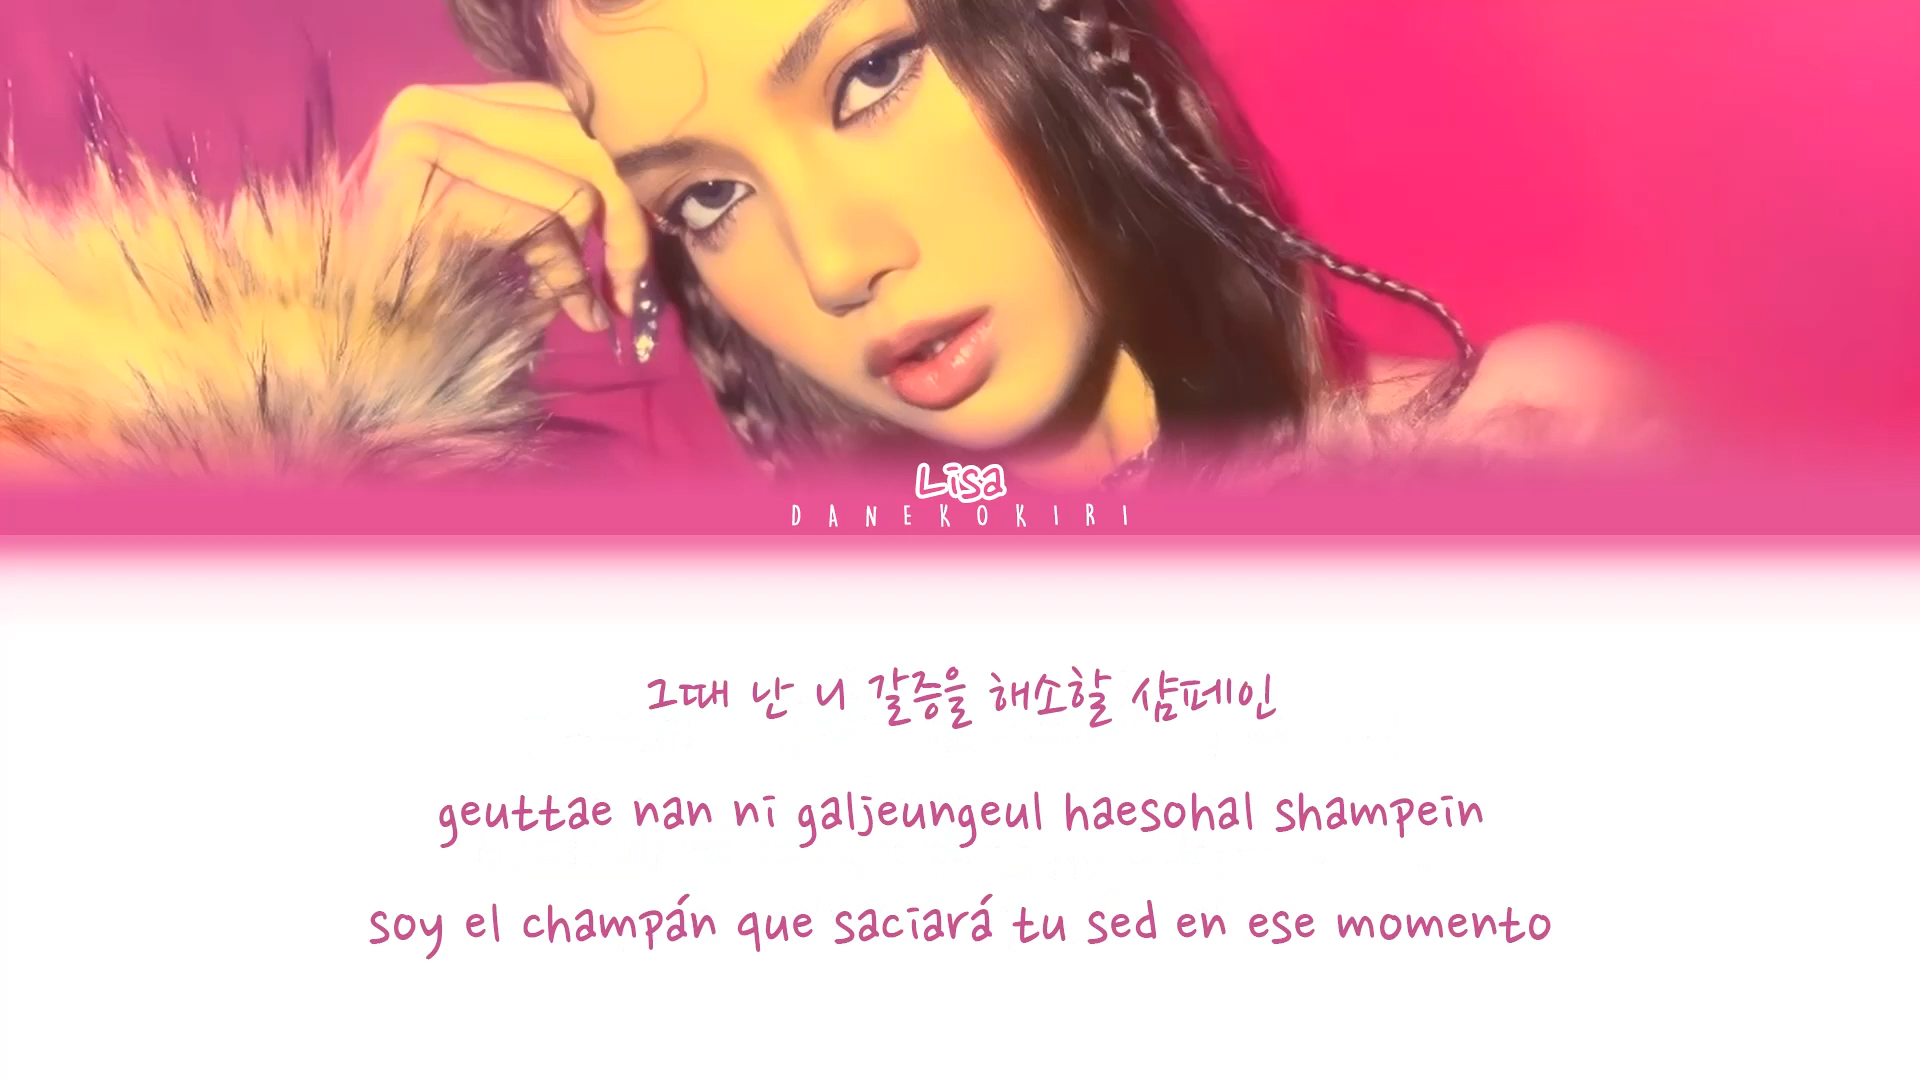 Lisa
DANEKOKIRI
그때 난 니 갈증을 해소할 샴페인
geuttae nan ni galjeungeul haesohal shampein
soy el champán que saciará tu sed en ese momento